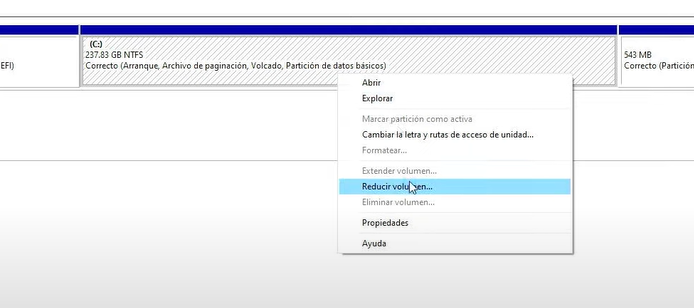 EFI)
(C:)
237.83 GB NTFS
Correcto (Arranque, Archivo de paginación, Volcado, Partición de datos básicos)
543 MB
Correcto (Partición
Abrir
Explorar
Marcar partición como activa
Cambiar la letra y rutas de acceso de unidad...
Formatear...
Extender volumen...
Reducir volumen...
Eliminar volumen...
Propiedades
Ayuda